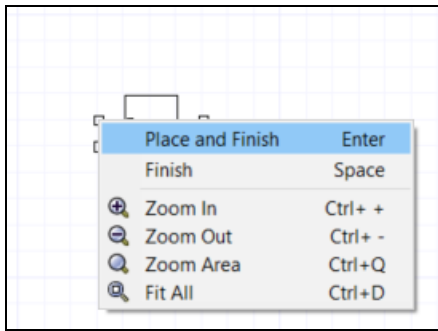 Place and Finish Enter
Finish Space
Zoom In Ctrl+ +
Zoom Out Ctrl+ -
Zoom Area Ctrl+Q
Fit All Ctrl+D